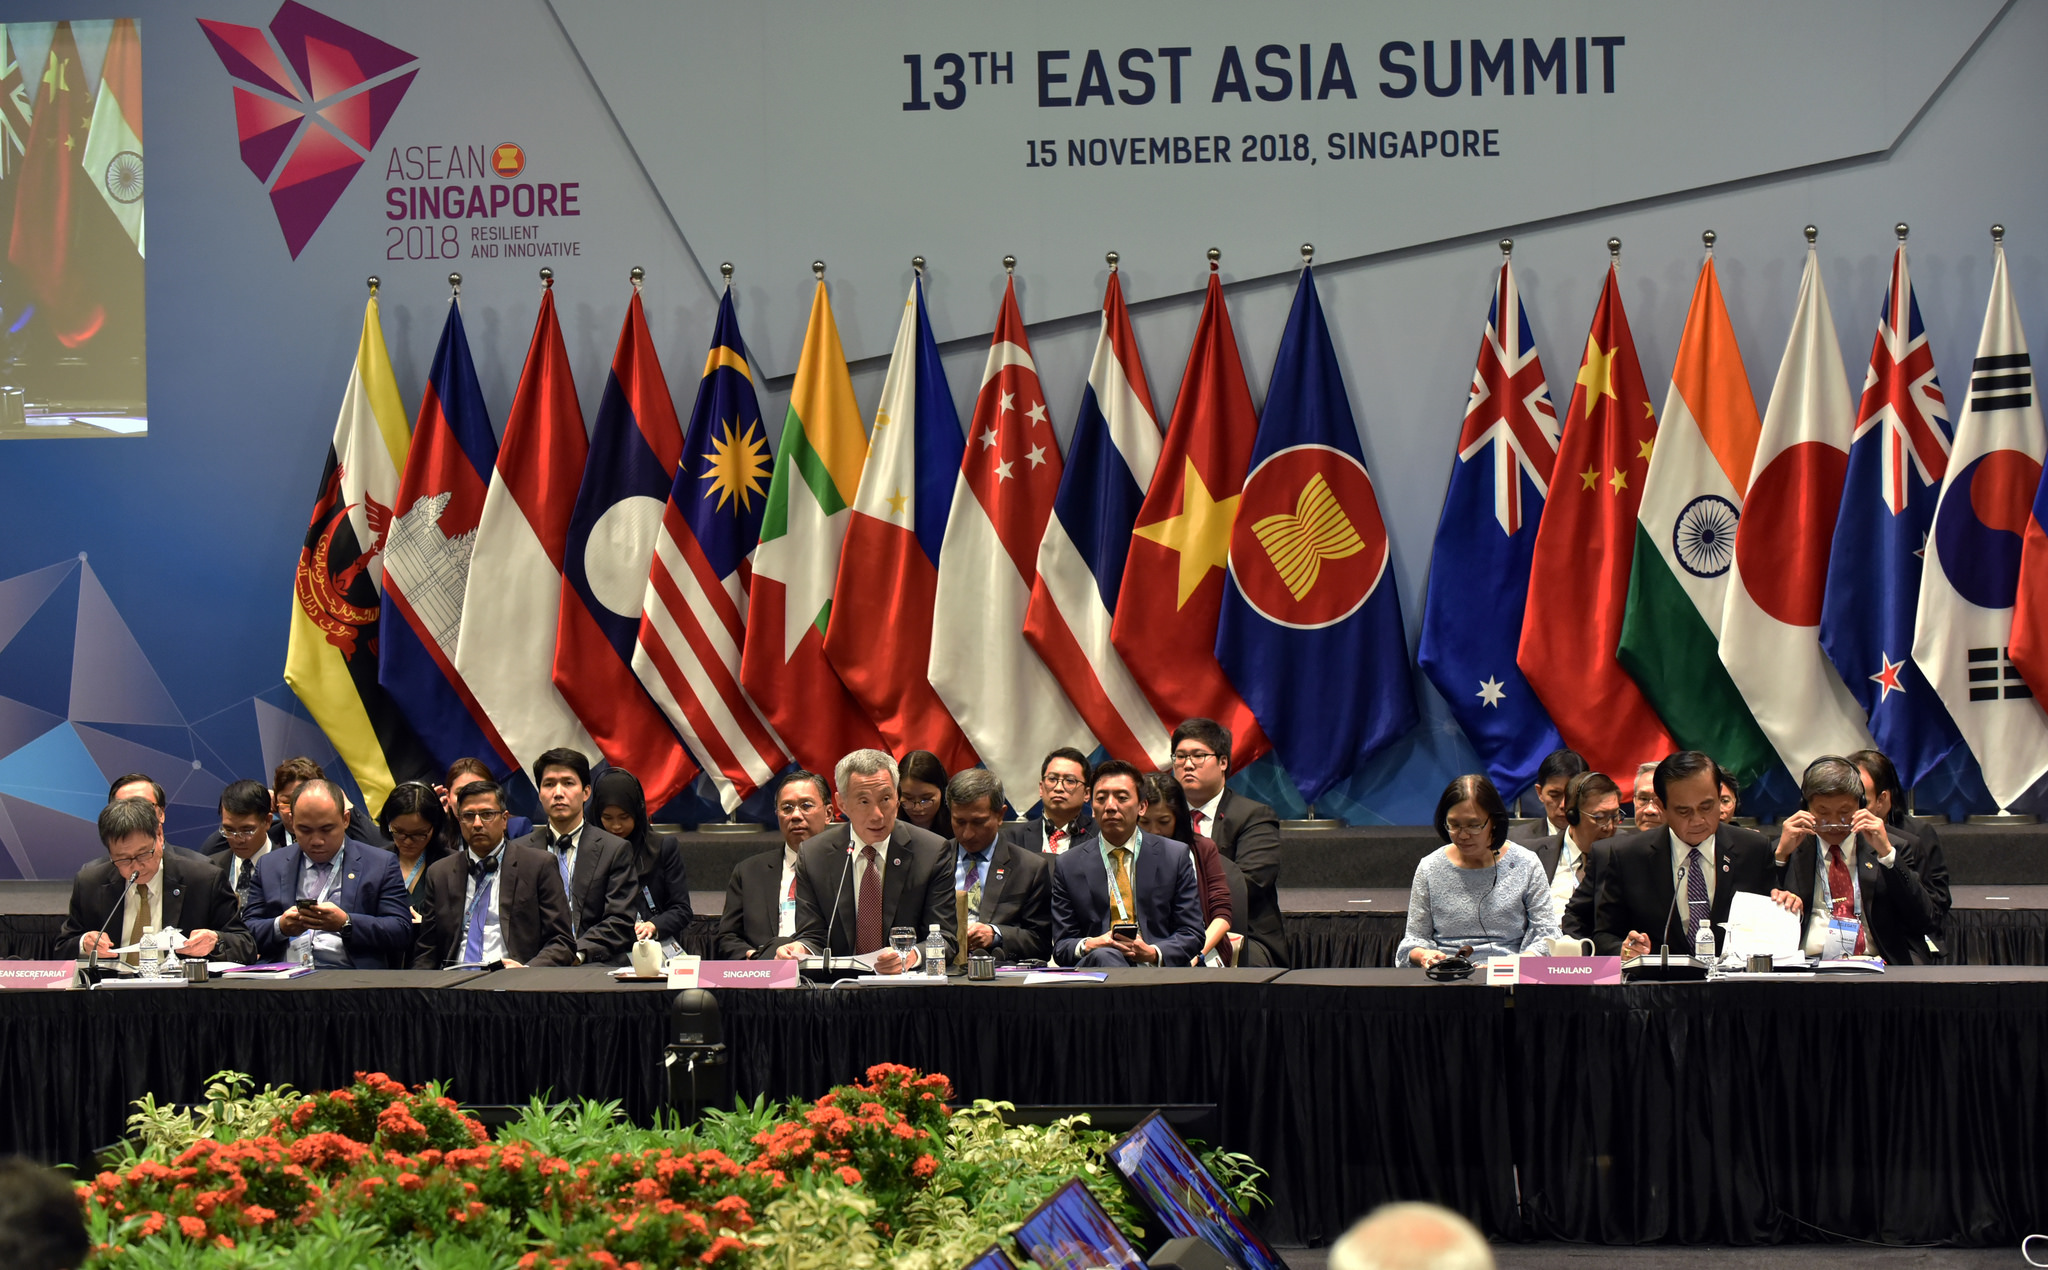 13TH EAST ASIA SUMMIT
15 NOVEMBER 2018, SINGAPORE
ASEAN
SINGAPORE
2018 RESILIENT
AND INNOVATIVE
EAN SECRETARIAT
SINGAPORE
THAILAND